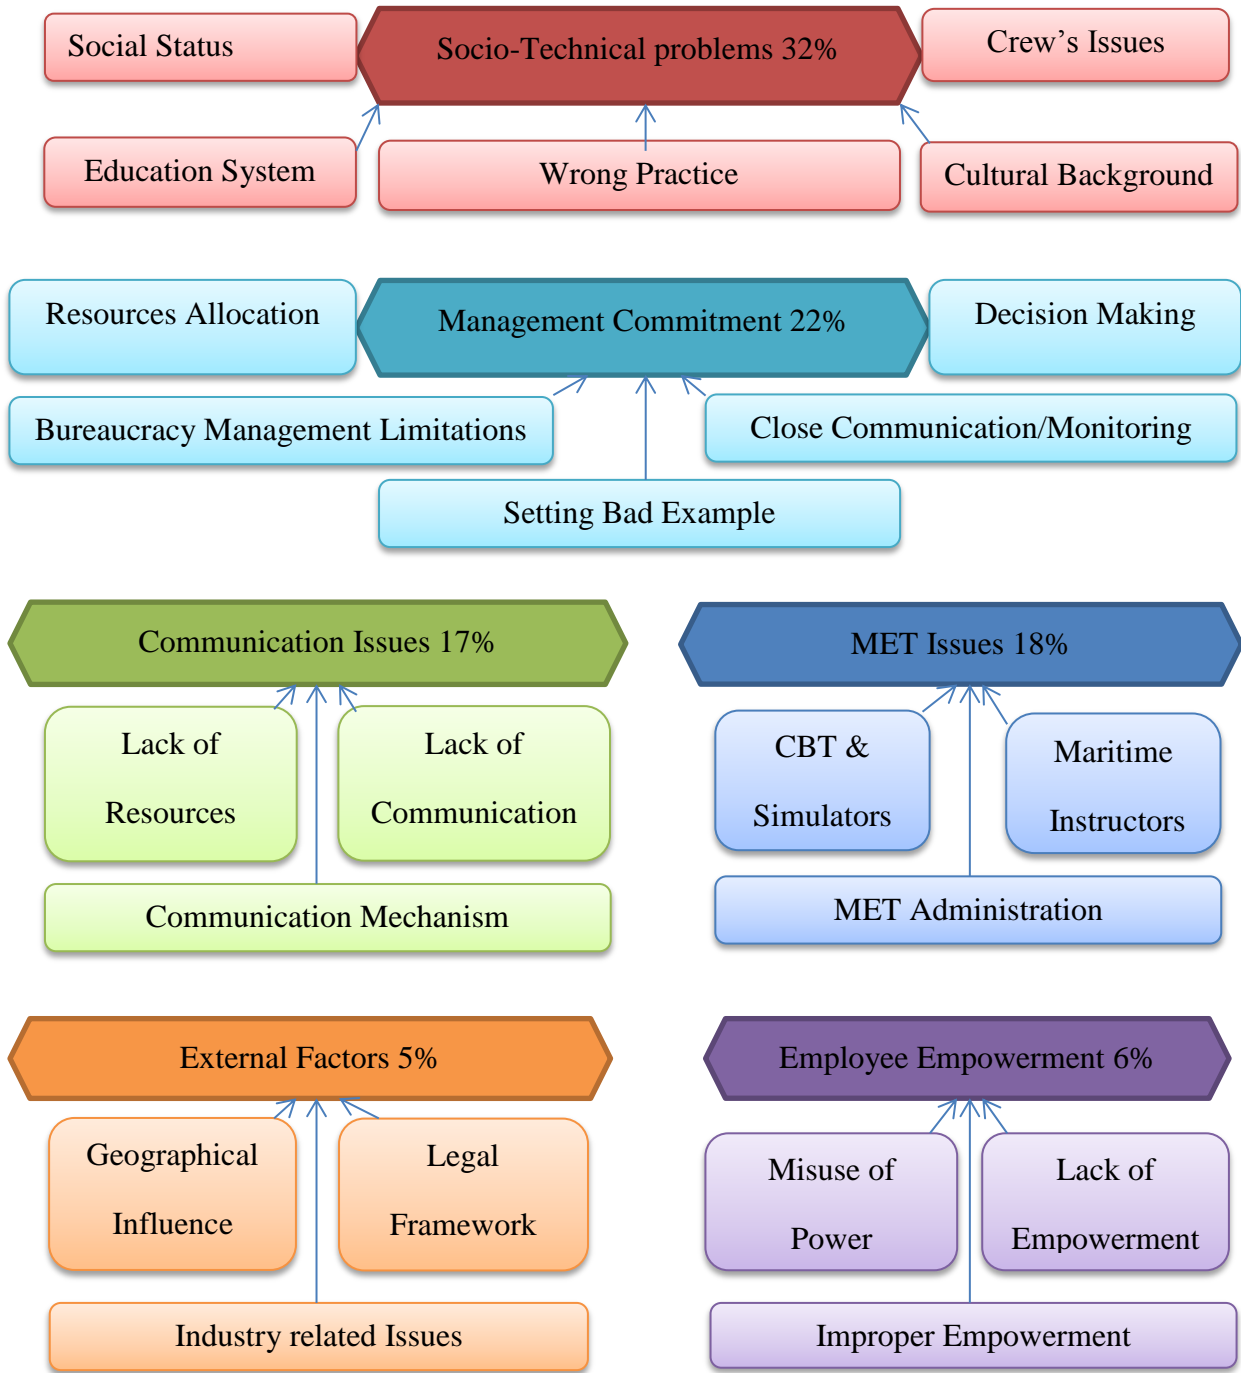 Social Status
Socio-Technical problems 32%
Crew’s Issues
Education System
Wrong Practice
Cultural Background
Resources Allocation
Management Commitment 22%
Decision Making
Bureaucracy Management Limitations
Close Communication/Monitoring
Setting Bad Example
Communication Issues 17%
MET Issues 18%
Lack of
Resources
Lack of
Communication
CBT &
Simulators
Maritime
Instructors
Communication Mechanism
MET Administration
External Factors 5%
Employee Empowerment 6%
Geographical
Influence
Legal
Framework
Misuse of
Power
Lack of
Empowerment
Industry related Issues
Improper Empowerment